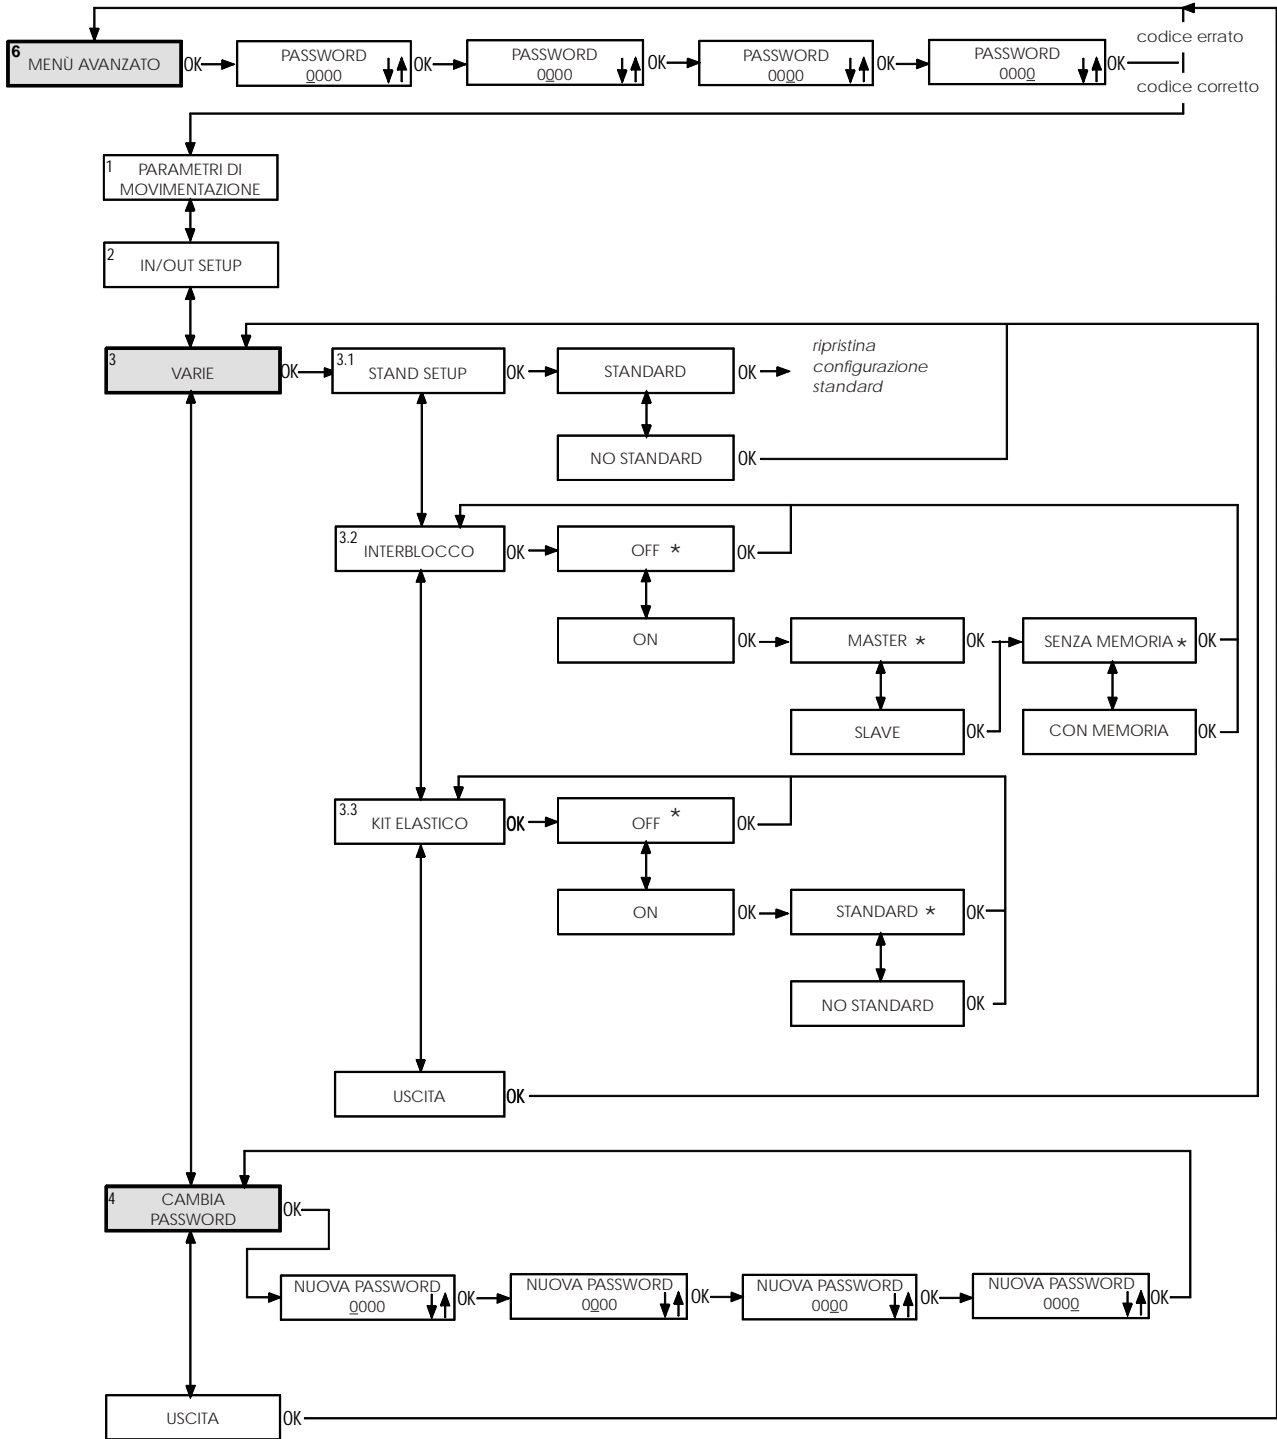 6
MENÙ AVANZATO
OK
PASSWORD
0000
OK
PASSWORD
0000
OK
PASSWORD
0000
OK
PASSWORD
0000
OK
codice errato
codice corretto
1
PARAMETRI DI
MOVIMENTAZIONE
2
IN/OUT SETUP
3
VARIE
OK
3.1
STAND SETUP
OK
STANDARD
OK
ripristina
configurazione
standard
NO STANDARD
OK
3.2
INTERBLOCCO
OK
OFF *
OK
ON
OK
MASTER *
OK
SENZA MEMORIA *
OK
SLAVE
OK
CON MEMORIA
OK
3.3
KIT ELASTICO
OK
OFF *
OK
ON
OK
STANDARD *
OK
NO STANDARD
OK
USCITA
OK
4
CAMBIA
PASSWORD
OK
NUOVA PASSWORD
0000
OK
NUOVA PASSWORD
0000
OK
NUOVA PASSWORD
0000
OK
NUOVA PASSWORD
0000
OK
USCITA
OK